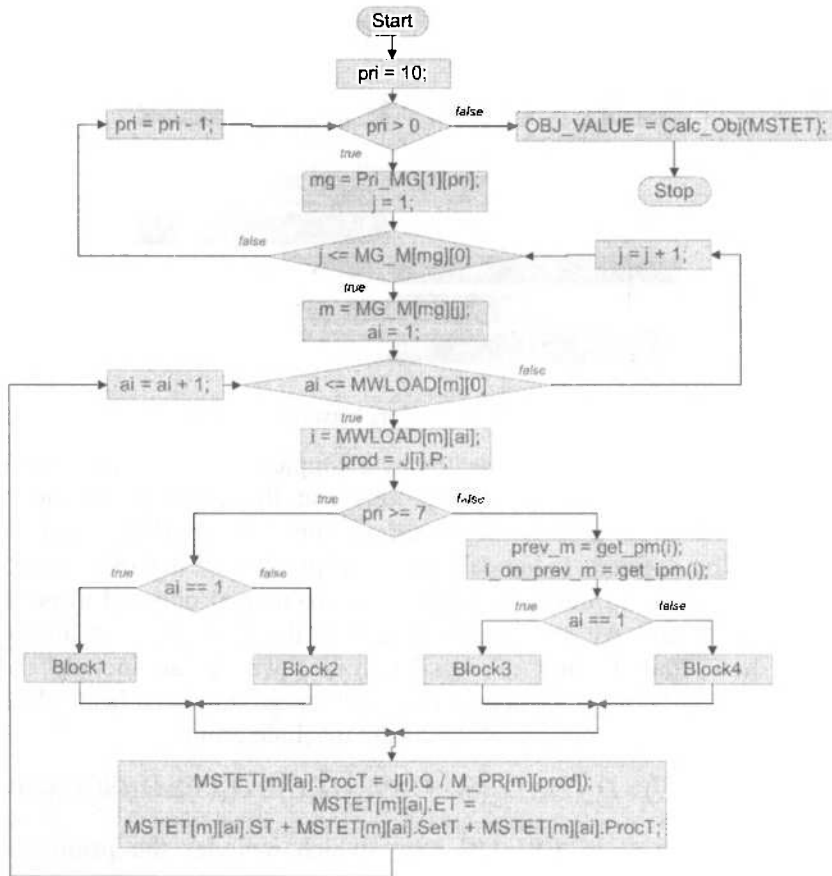 Start
pri = 10;
pri = pri - 1;
pri > 0
false
OBJ_VALUE = Calc_Obj(MSTET);
true
Stop
mg = Pri_MG[1][pri];
j = 1;
false
j <= MG_M[mg][0]
j = j + 1;
true
m = MG_M[mg][j];
ai = 1;
ai = ai + 1;
ai <= MWLOAD[m][0]
false
true
i = MWLOAD[m][ai];
prod = J[i].P;
true
pri >= 7
false
prev_m = get_pm(i);
i_on_prev_m = get_ipm(i);
true
ai == 1
false
true
ai == 1
false
Block1
Block2
Block3
Block4
MSTET[m][ai].ProcT = J[i].Q / M_PR[m][prod]);
MSTET[m][ai].ET =
MSTET[m][ai].ST + MSTET[m][ai].SetT + MSTET[m][ai].ProcT;